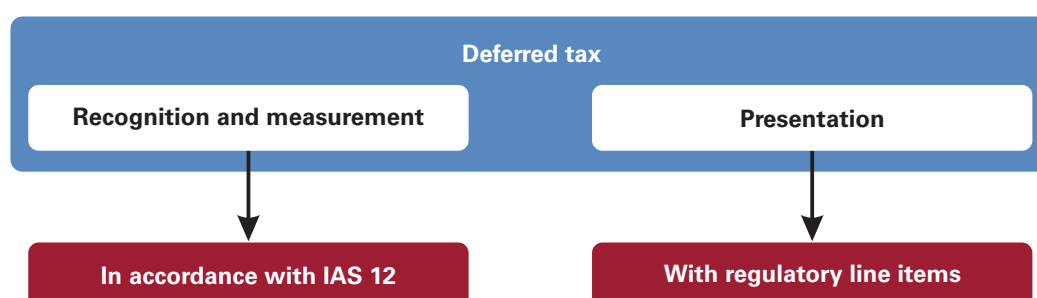 Deferred tax
Recognition and measurement
Presentation
In accordance with IAS 12
With regulatory line items